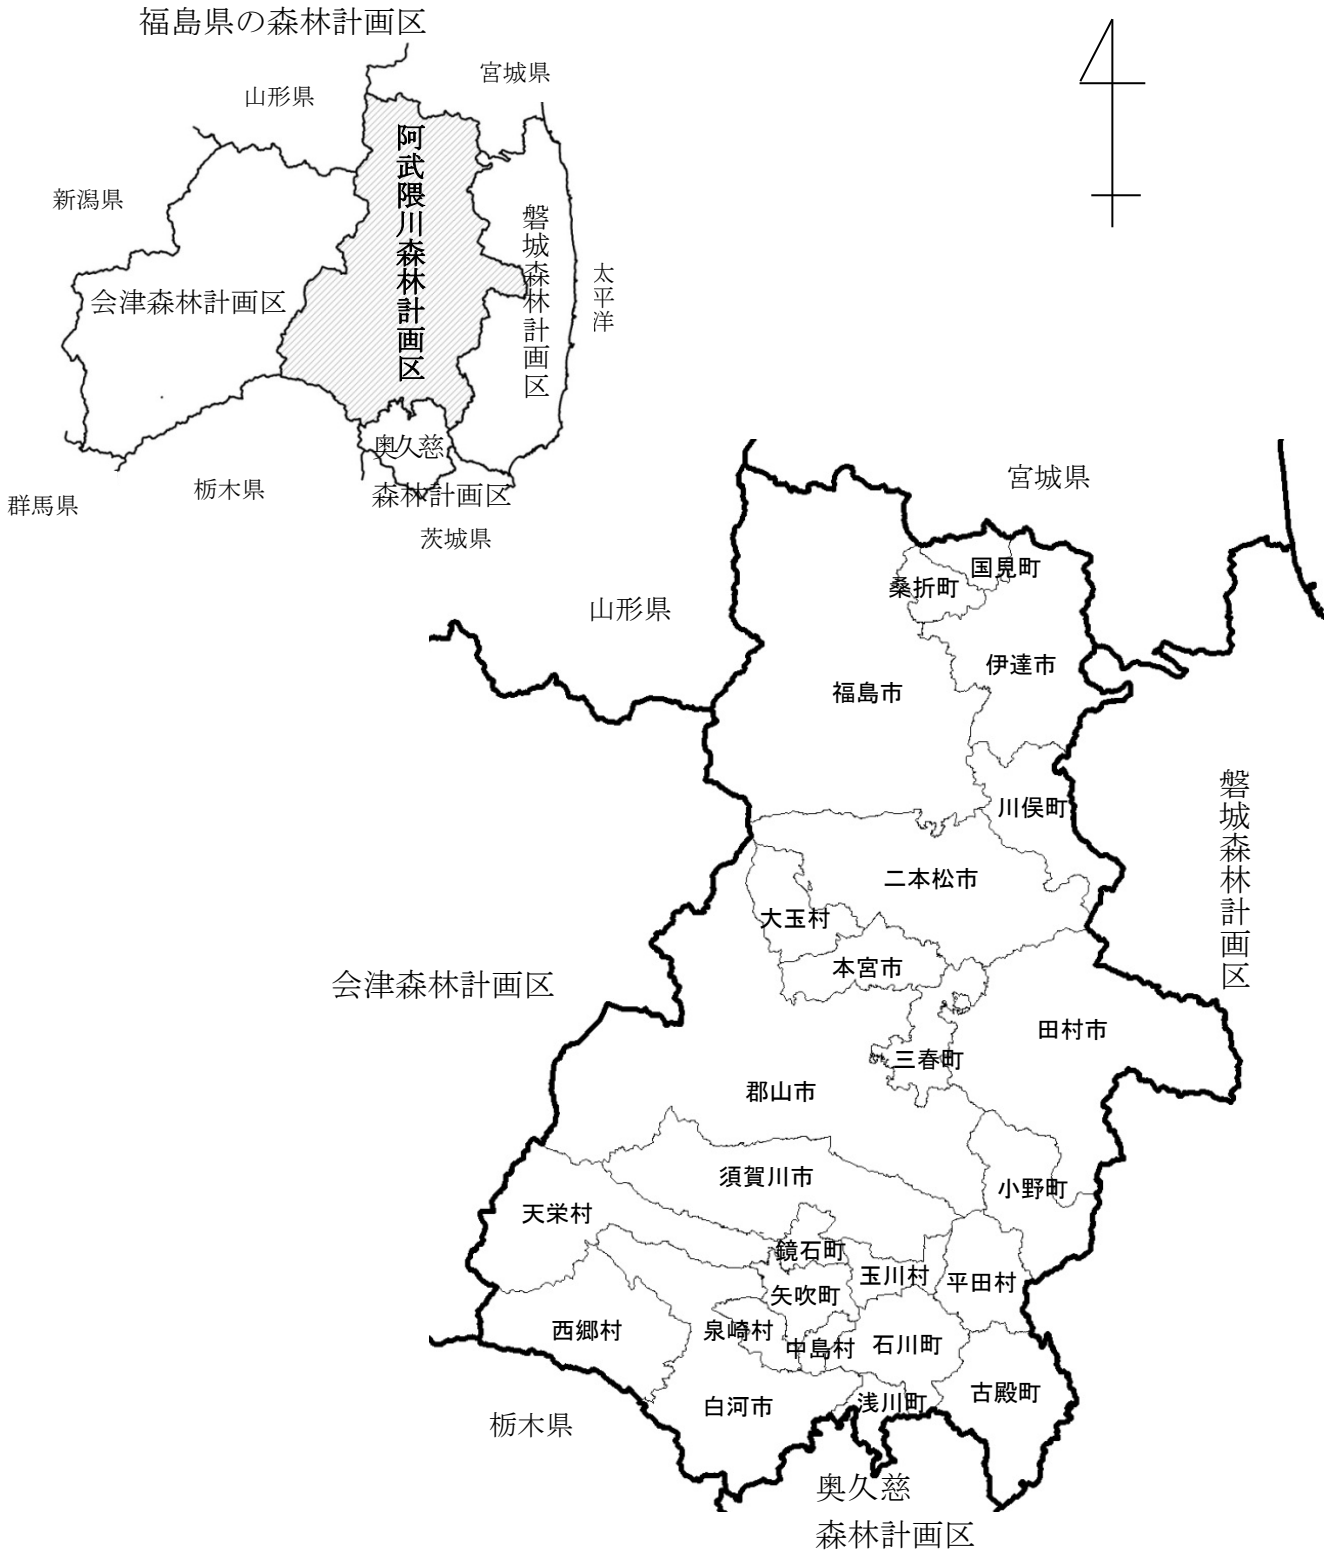 福島県の森林計画区
宮城県
山形県
阿武隈川森林計画区
新潟県
磐城森林計画区
太平洋
会津森林計画区
奥久慈
森林計画区
栃木県
群馬県
茨城県
宮城県
国見町
桑折町
山形県
伊達市
福島市
川俣町
磐城森林計画区
二本松市
大玉村
本宮市
会津森林計画区
田村市
三春町
郡山市
須賀川市
小野町
天栄村
鏡石町
玉川村
平田村
矢吹町
西郷村
泉崎村
中島村
石川町
古殿町
浅川町
白河市
栃木県
奥久慈
森林計画区